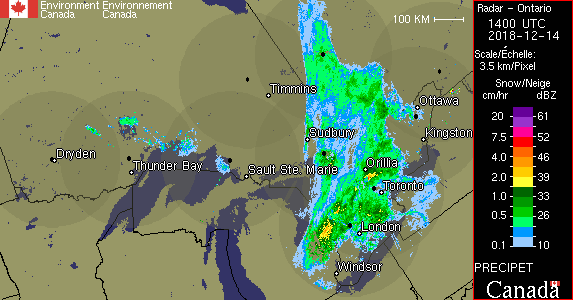 Environment Environnement
Canada Canada
100 KM
Timmins
Ottawa
Sudbury
Kingston
Dryden
Thunder Bay
Sault Ste. Marie
Orillia
Toronto
London
Windsor
Radar - Ontario
1400 UTC
2018-12-14
Scale/Échelle:
3.5 km/Pixel
Snow/Neige
cm/hr dBZ
20 61
7.5 52
4.0 46
2.0 39
1.0 33
0.5 26
0.1 10
PRECIPET
Canada